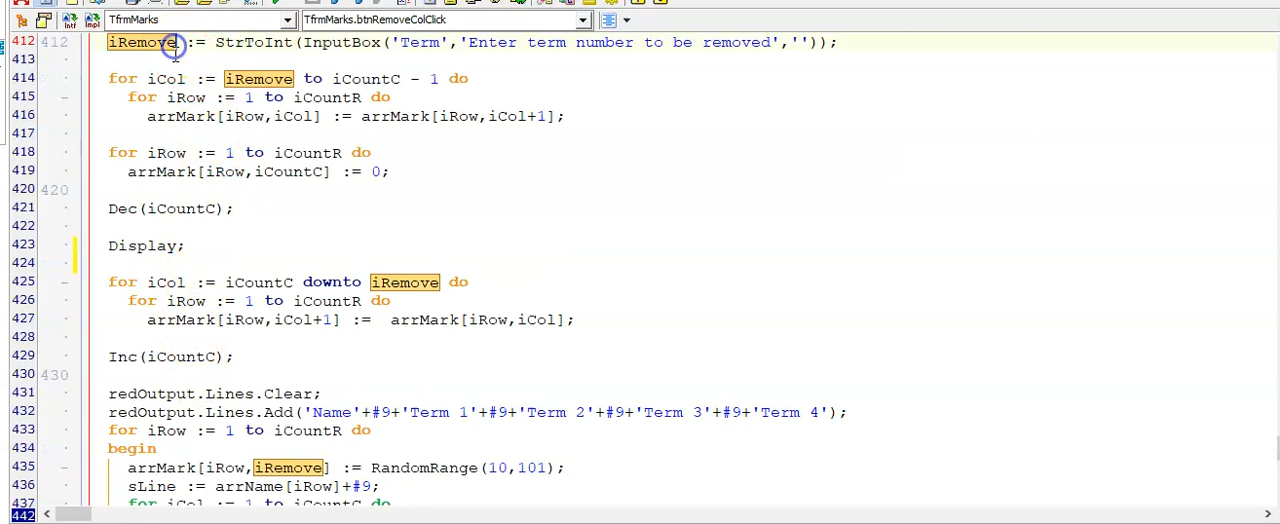 TfrmMarks TfrmMarks.btnRemoveColClick
412 412 iRemove := StrToInt(InputBox('Term','Enter term number to be removed',''));
413
414 for iCol := iRemove to iCountC - 1 do
415 for iRow := 1 to iCountR do
416 arrMark[iRow,iCol] := arrMark[iRow,iCol+1];
417
418 for iRow := 1 to iCountR do
419 arrMark[iRow,iCountC] := 0;
420 420
421 Dec(iCountC);
422
423 Display;
424
425 for iCol := iCountC downto iRemove do
426 for iRow := 1 to iCountR do
427 arrMark[iRow,iCol+1] := arrMark[iRow,iCol];
428
429 Inc(iCountC);
430 430
431 redOutput.Lines.Clear;
432 redOutput.Lines.Add('Name'+#9+'Term 1'+#9+'Term 2'+#9+'Term 3'+#9+'Term 4');
433 for iRow := 1 to iCountR do
434 begin
435 arrMark[iRow,iRemove] := RandomRange(10,101);
436 sLine := arrName[iRow]+#9;
437 for iCol := 1 to iCountC do
442